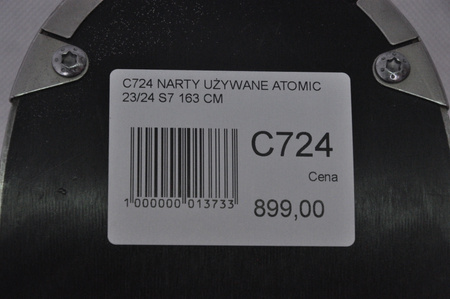 C724 NARTY UŻYWANE ATOMIC
23/24 S7 163 CM
C724
Cena
1 000000 013733
899,00